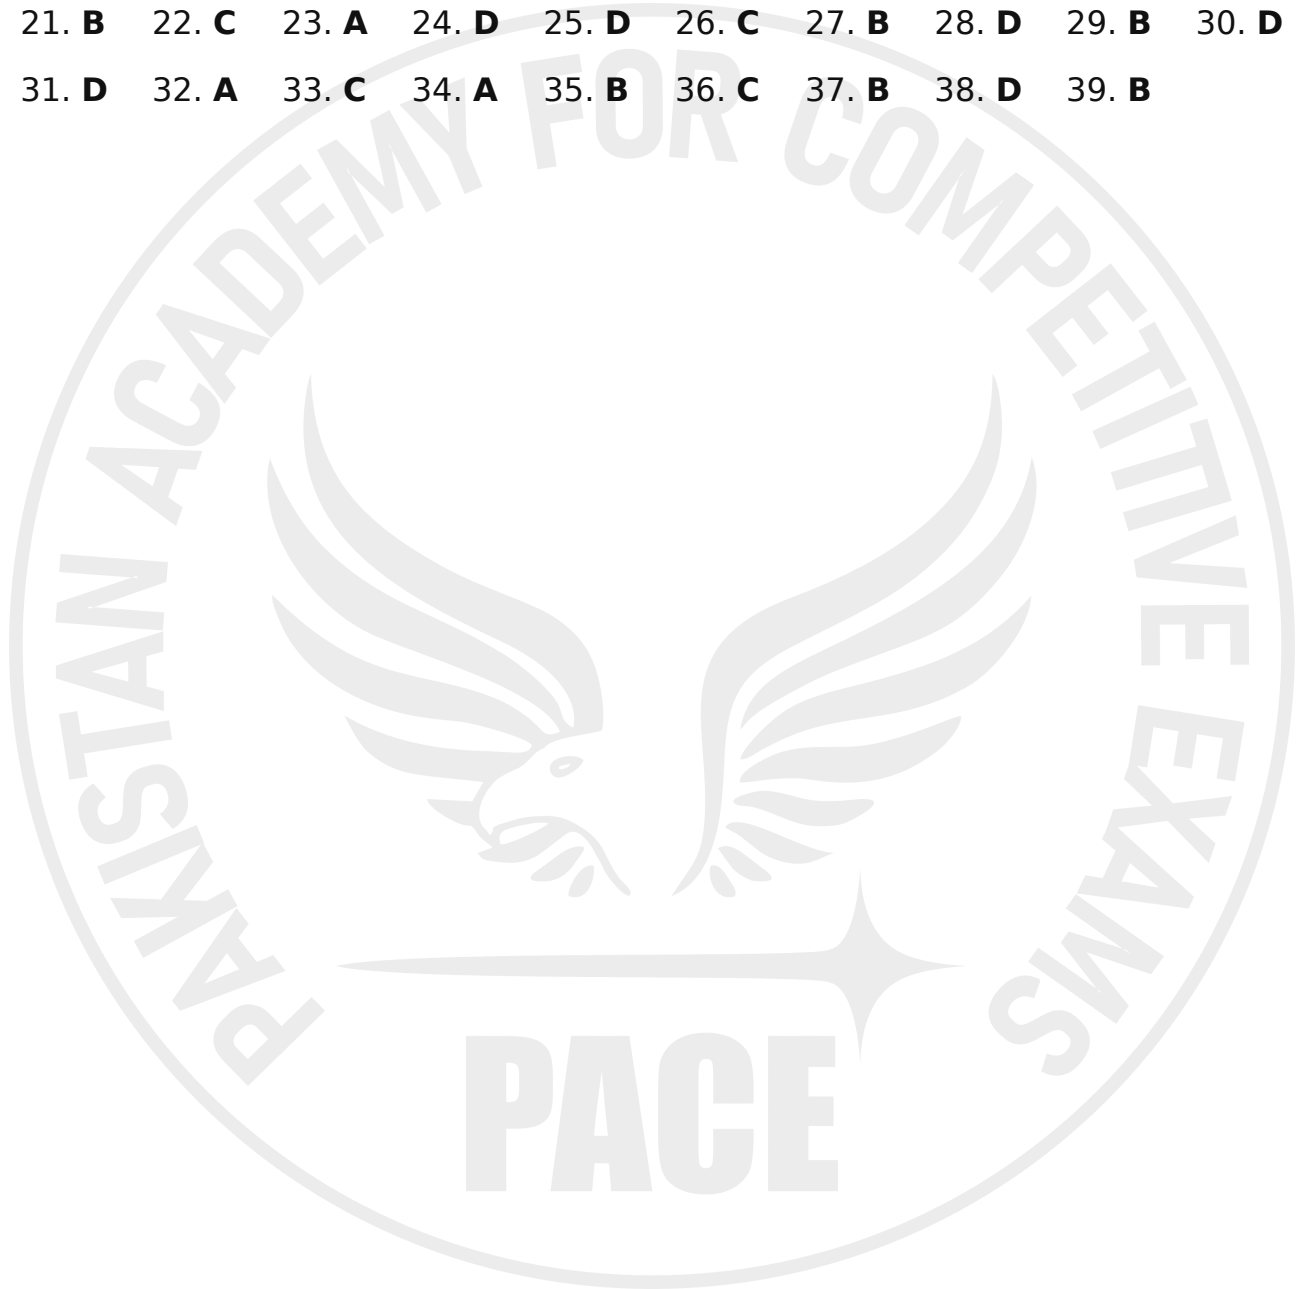 21. B 22. C 23. A 24. D 25. D 26. C 27. B 28. D 29. B 30. D
31. D 32. A 33. C 34. A 35. B 36. C 37. B 38. D 39. B
PAKISTAN ACADEMY FOR COMPETITIVE EXAMS
PACE